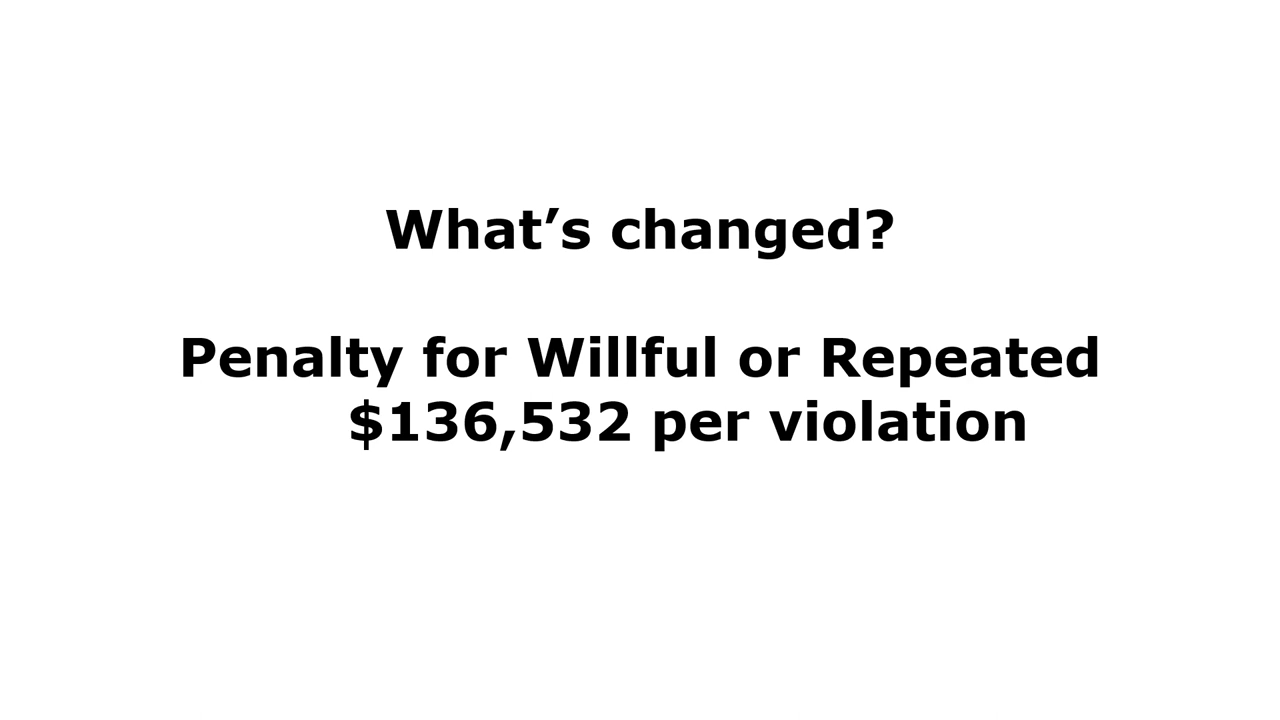 What’s changed?
Penalty for Willful or Repeated
$136,532 per violation